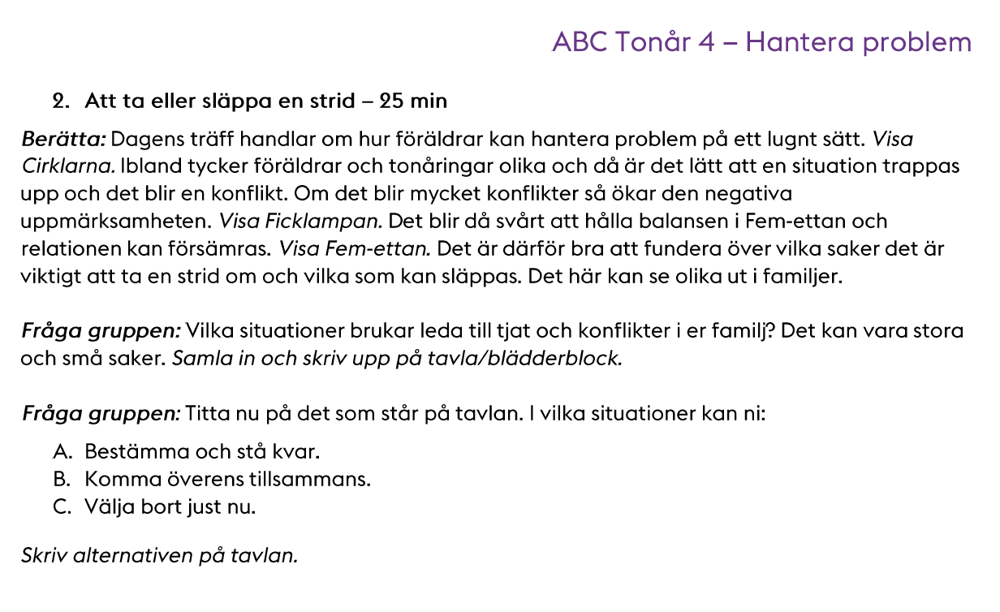 ABC Tonår 4 – Hantera problem
2. Att ta eller släppa en strid – 25 min
Berätta: Dagens träff handlar om hur föräldrar kan hantera problem på ett lugnt sätt. Visa
Cirklarna. Ibland tycker föräldrar och tonåringar olika och då är det lätt att en situation trappas
upp och det blir en konflikt. Om det blir mycket konflikter så ökar den negativa
uppmärksamheten. Visa Ficklampan. Det blir då svårt att hålla balansen i Fem-ettan och
relationen kan försämras. Visa Fem-ettan. Det är därför bra att fundera över vilka saker det är
viktigt att ta en strid om och vilka som kan släppas. Det här kan se olika ut i familjer.
Fråga gruppen: Vilka situationer brukar leda till tjat och konflikter i er familj? Det kan vara stora
och små saker. Samla in och skriv upp på tavla/blädderblock.
Fråga gruppen: Titta nu på det som står på tavlan. I vilka situationer kan ni:
A. Bestämma och stå kvar.
B. Komma överens tillsammans.
C. Välja bort just nu.
Skriv alternativen på tavlan.